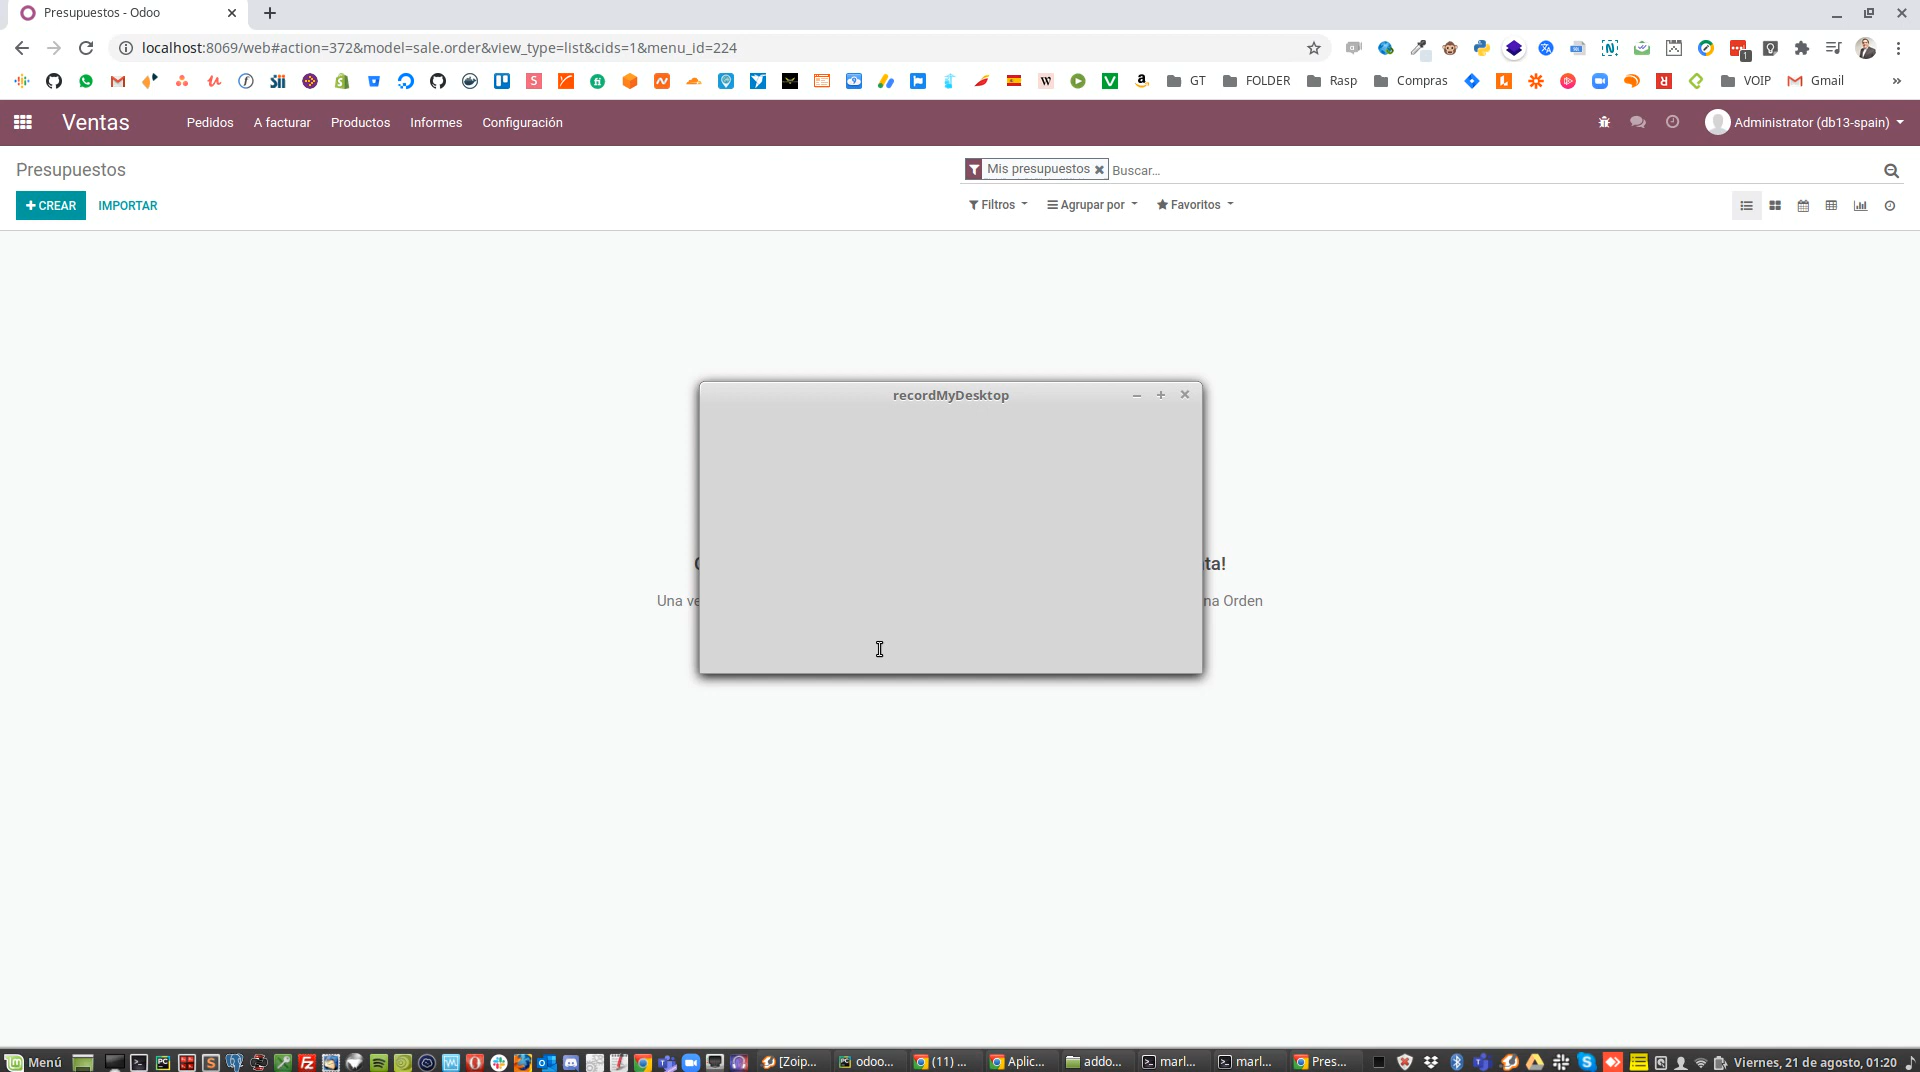 Presupuestos - Odoo
localhost:8069/web#action=372&model=sale.order&view_type=list&cids=1&menu_id=224
GT FOLDER Rasp Compras VOIP Gmail »
Ventas Pedidos A facturar Productos Informes Configuración Administrator (db13-spain)
Presupuestos Mis presupuestos Buscar...
+ CREAR IMPORTAR Filtros Agrupar por Favoritos
recordMyDesktop
ta!
Una ve na Orden
Menú [Zoip... odoo... (11) ... Aplic... addo... marl... marl... Pres... Viernes, 21 de agosto, 01:20